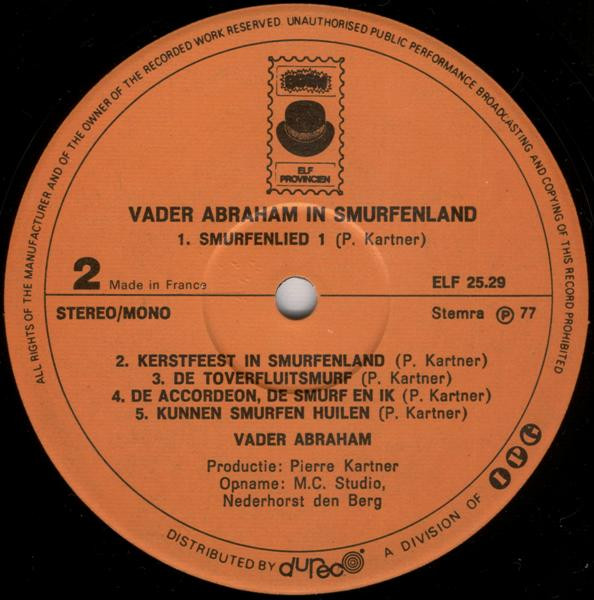 ALL RIGHTS OF THE MANUFACTURER AND OF THE OWNER OF THE RECORDED WORK RESERVED. UNAUTHORISED PUBLIC PERFORMANCE BROADCASTING AND COPYING OF THIS RECORD PROHIBITED
ELF
PROVINCIEN
VADER ABRAHAM IN SMURFENLAND
1. SMURFENLIED 1 (P. Kartner)
2 Made in France
ELF 25.29
STEREO/MONO
Stemra Ⓟ 77
2. KERSTFEEST IN SMURFENLAND (P. Kartner)
3. DE TOVERFLUITSMURF (P. Kartner)
4. DE ACCORDEON, DE SMURF EN IK (P. Kartner)
5. KUNNEN SMURFEN HUILEN (P. Kartner)
VADER ABRAHAM
Productie: Pierre Kartner
Opname: M.C. Studio,
Nederhorst den Berg
DISTRIBUTED BY dureco A DIVISION OF